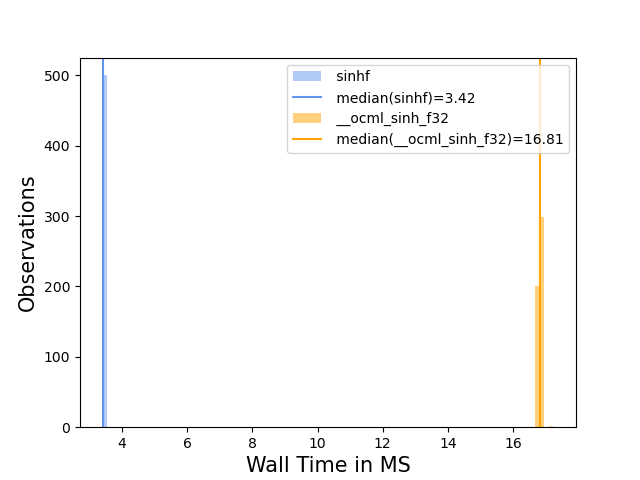 sinhf
median(sinhf)=3.42
__ocml_sinh_f32
median(__ocml_sinh_f32)=16.81
500
400
300
200
100
0
Observations
4 6 8 10 12 14 16
Wall Time in MS